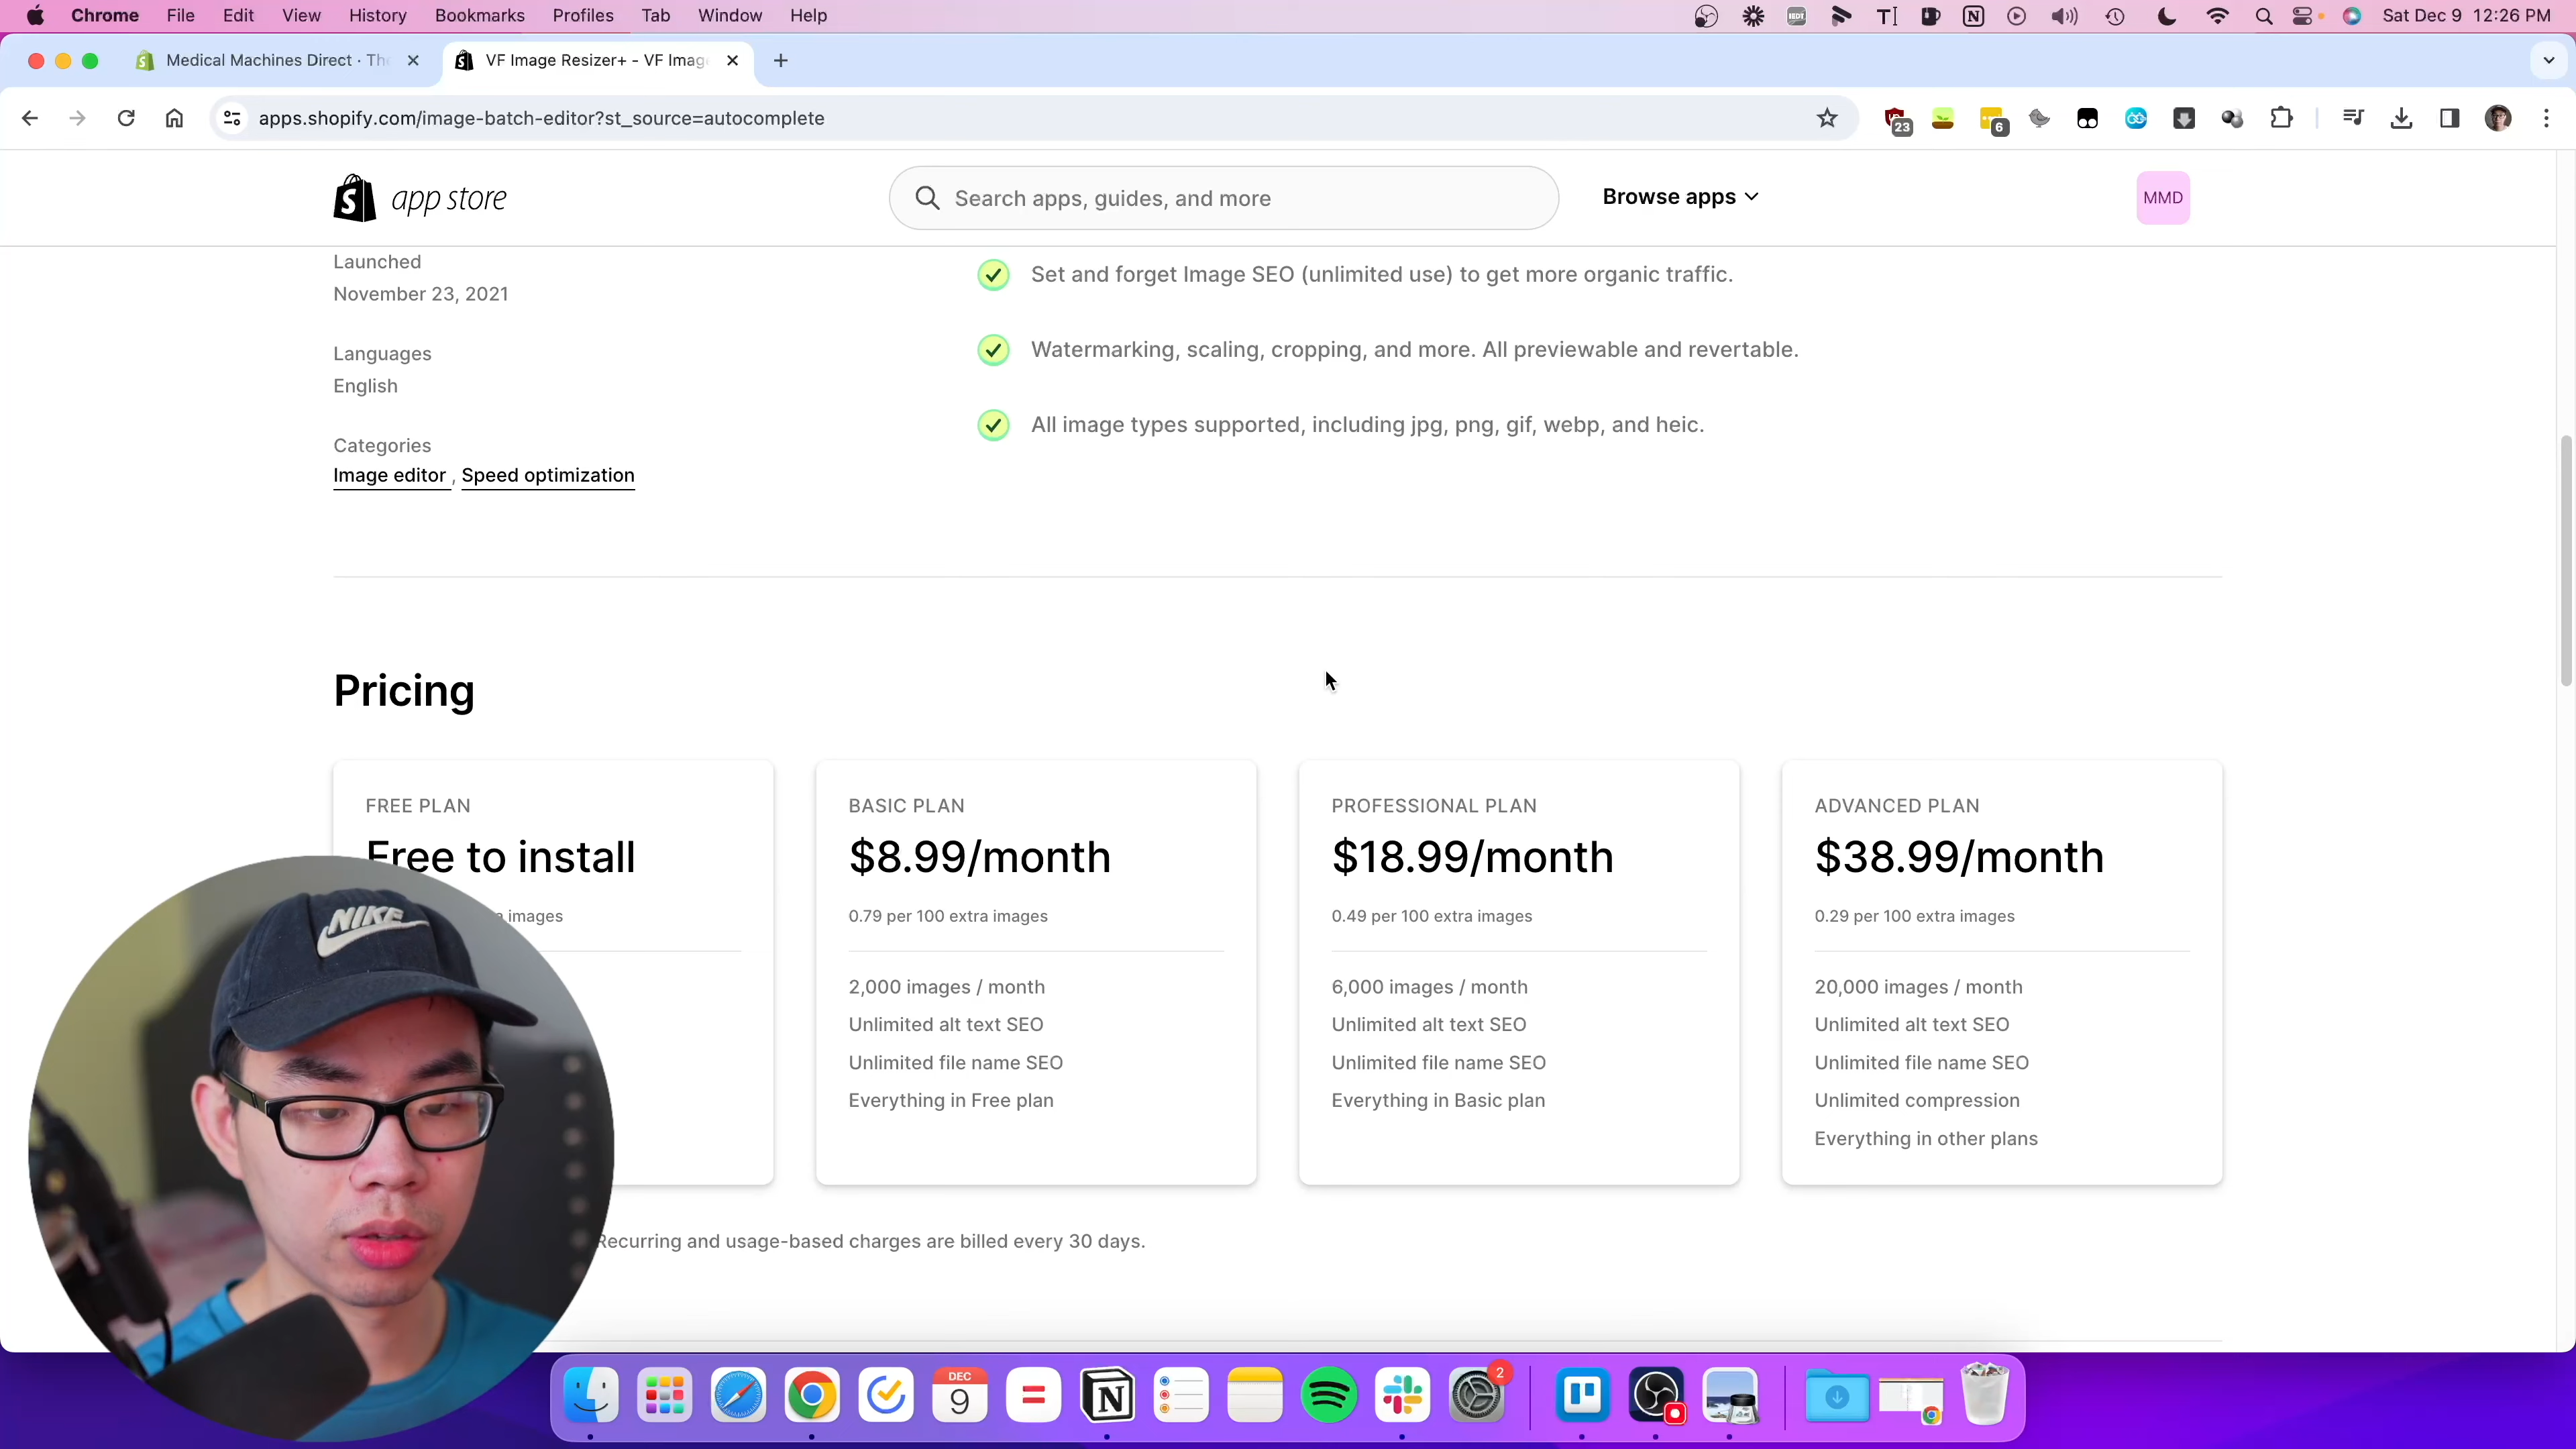 Chrome File Edit View History Bookmarks Profiles Tab Window Help
Sat Dec 9 12:26 PM
Medical Machines Direct · Th
VF Image Resizer+ - VF Imag
apps.shopify.com/image-batch-editor?st_source=autocomplete
23
6
app store
Search apps, guides, and more
Browse apps
MMD
Launched
November 23, 2021
Languages
English
Categories
Image editor , Speed optimization
Set and forget Image SEO (unlimited use) to get more organic traffic.
Watermarking, scaling, cropping, and more. All previewable and revertable.
All image types supported, including jpg, png, gif, webp, and heic.
Pricing
FREE PLAN
Free to install
images
BASIC PLAN
$8.99/month
0.79 per 100 extra images
2,000 images / month
Unlimited alt text SEO
Unlimited file name SEO
Everything in Free plan
PROFESSIONAL PLAN
$18.99/month
0.49 per 100 extra images
6,000 images / month
Unlimited alt text SEO
Unlimited file name SEO
Everything in Basic plan
ADVANCED PLAN
$38.99/month
0.29 per 100 extra images
20,000 images / month
Unlimited alt text SEO
Unlimited file name SEO
Unlimited compression
Everything in other plans
Recurring and usage-based charges are billed every 30 days.
NIKE
DEC
9
2